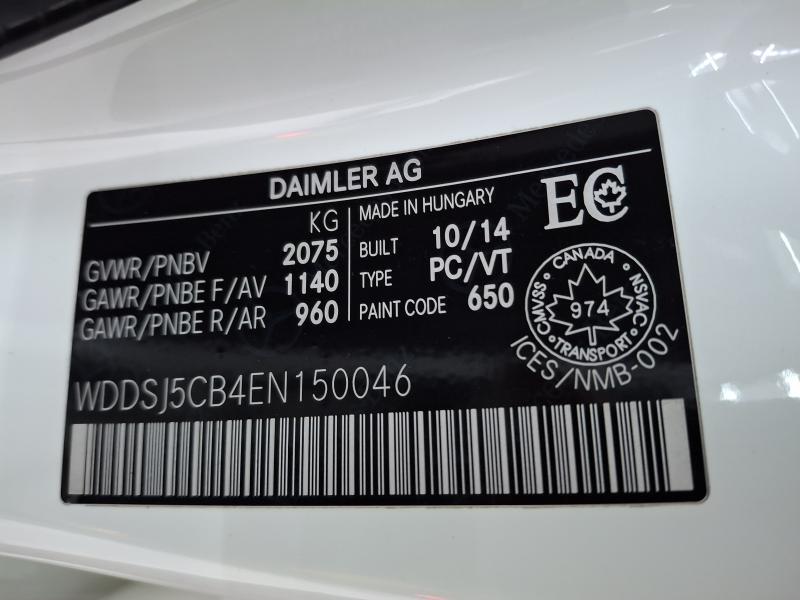 DAIMLER AG
KG
GVWR/PNBV 2075
GAWR/PNBE F/AV 1140
GAWR/PNBE R/AR 960
MADE IN HUNGARY
BUILT 10/14
TYPE PC/VT
PAINT CODE 650
EC
CANADA
CMVSS 974 NSVAC
TRANSPORT
ICES/NMB-002
WDDSJ5CB4EN150046